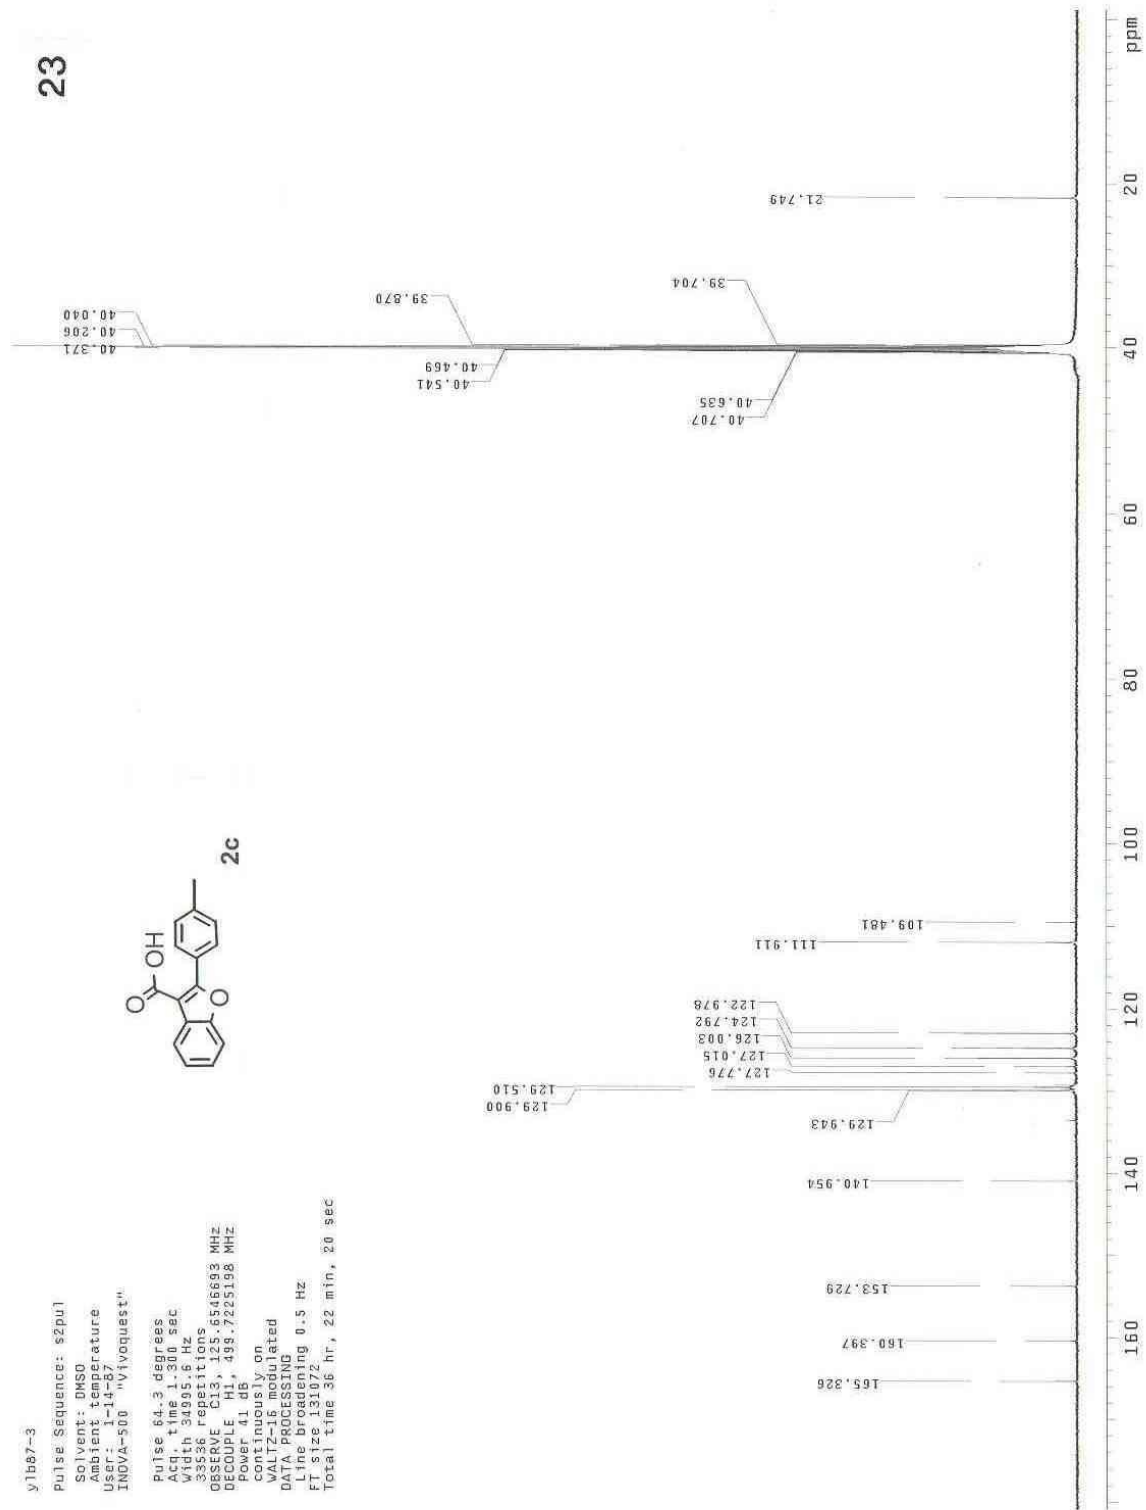 23
ylb87-3
Pulse Sequence: s2pul
Solvent: DMSO
Ambient temperature
User: 1-14-87
INOVA-500 "Vivoquest"
Pulse 64.3 degrees
Acq. time 1.300 sec
Width 34995.6 Hz
33536 repetitions
OBSERVE C13, 125.6546693 MHz
DECOUPLE H1, 499.7225198 MHz
Power 41 dB
continuously on
WALTZ-16 modulated
DATA PROCESSING
Line broadening 0.5 Hz
FT size 131072
Total time 36 hr, 22 min, 20 sec
O
OH
O
2c
165.326
160.397
153.729
140.954
129.943
129.900
129.510
127.776
127.015
126.003
124.792
122.978
111.911
109.481
40.707
40.635
40.541
40.469
40.371
40.206
40.040
39.870
39.704
21.749
160
140
120
100
80
60
40
20
ppm